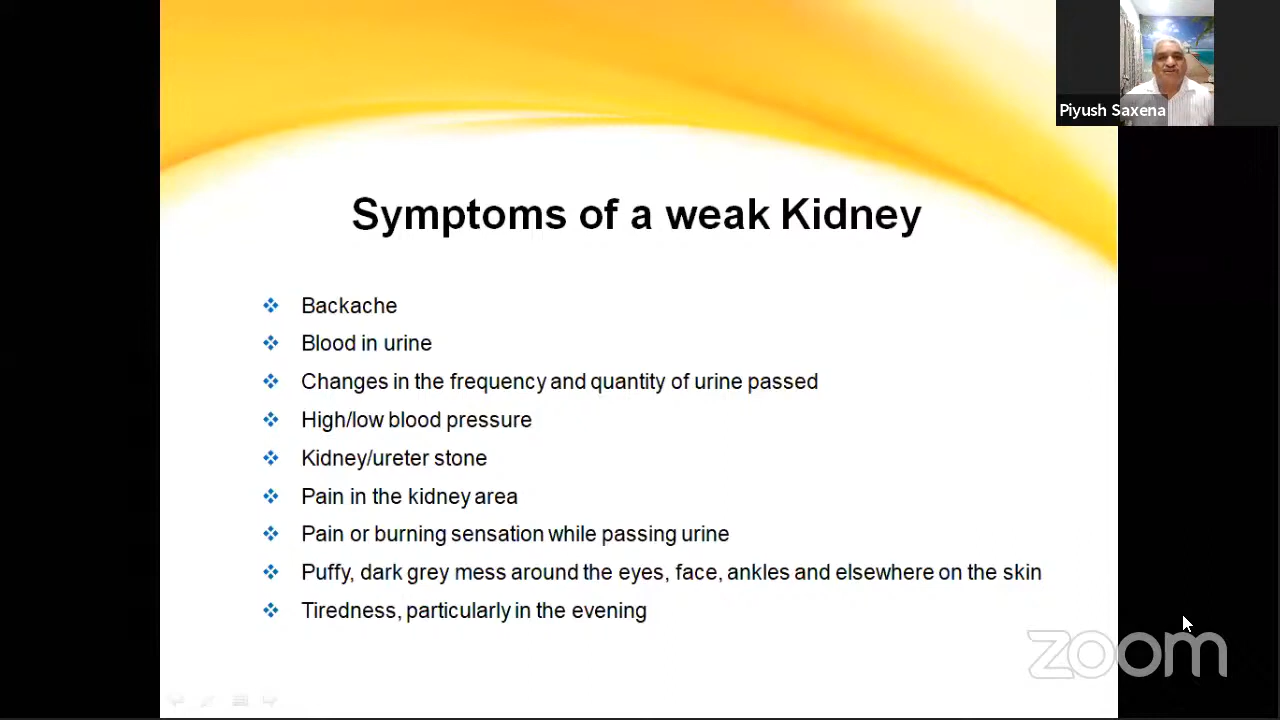 Piyush Saxena
Symptoms of a weak Kidney
Backache
Blood in urine
Changes in the frequency and quantity of urine passed
High/low blood pressure
Kidney/ureter stone
Pain in the kidney area
Pain or burning sensation while passing urine
Puffy, dark grey mess around the eyes, face, ankles and elsewhere on the skin
Tiredness, particularly in the evening
zoom